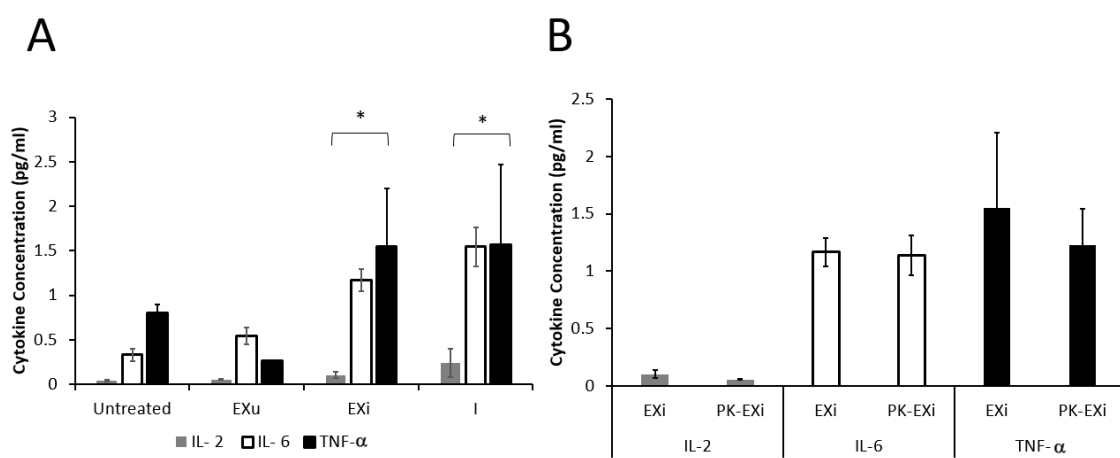 A
Cytokine Concentration (pg/ml)
3
2.5
2
1.5
1
0.5
0
*
*
Untreated EXu EXi I
IL- 2 IL- 6 TNF-α
B
Cytokine Concentration (pg/ml)
2.5
2
1.5
1
0.5
0
EXi PK-EXi EXi PK-EXi EXi PK-EXi
IL-2 IL-6 TNF- α